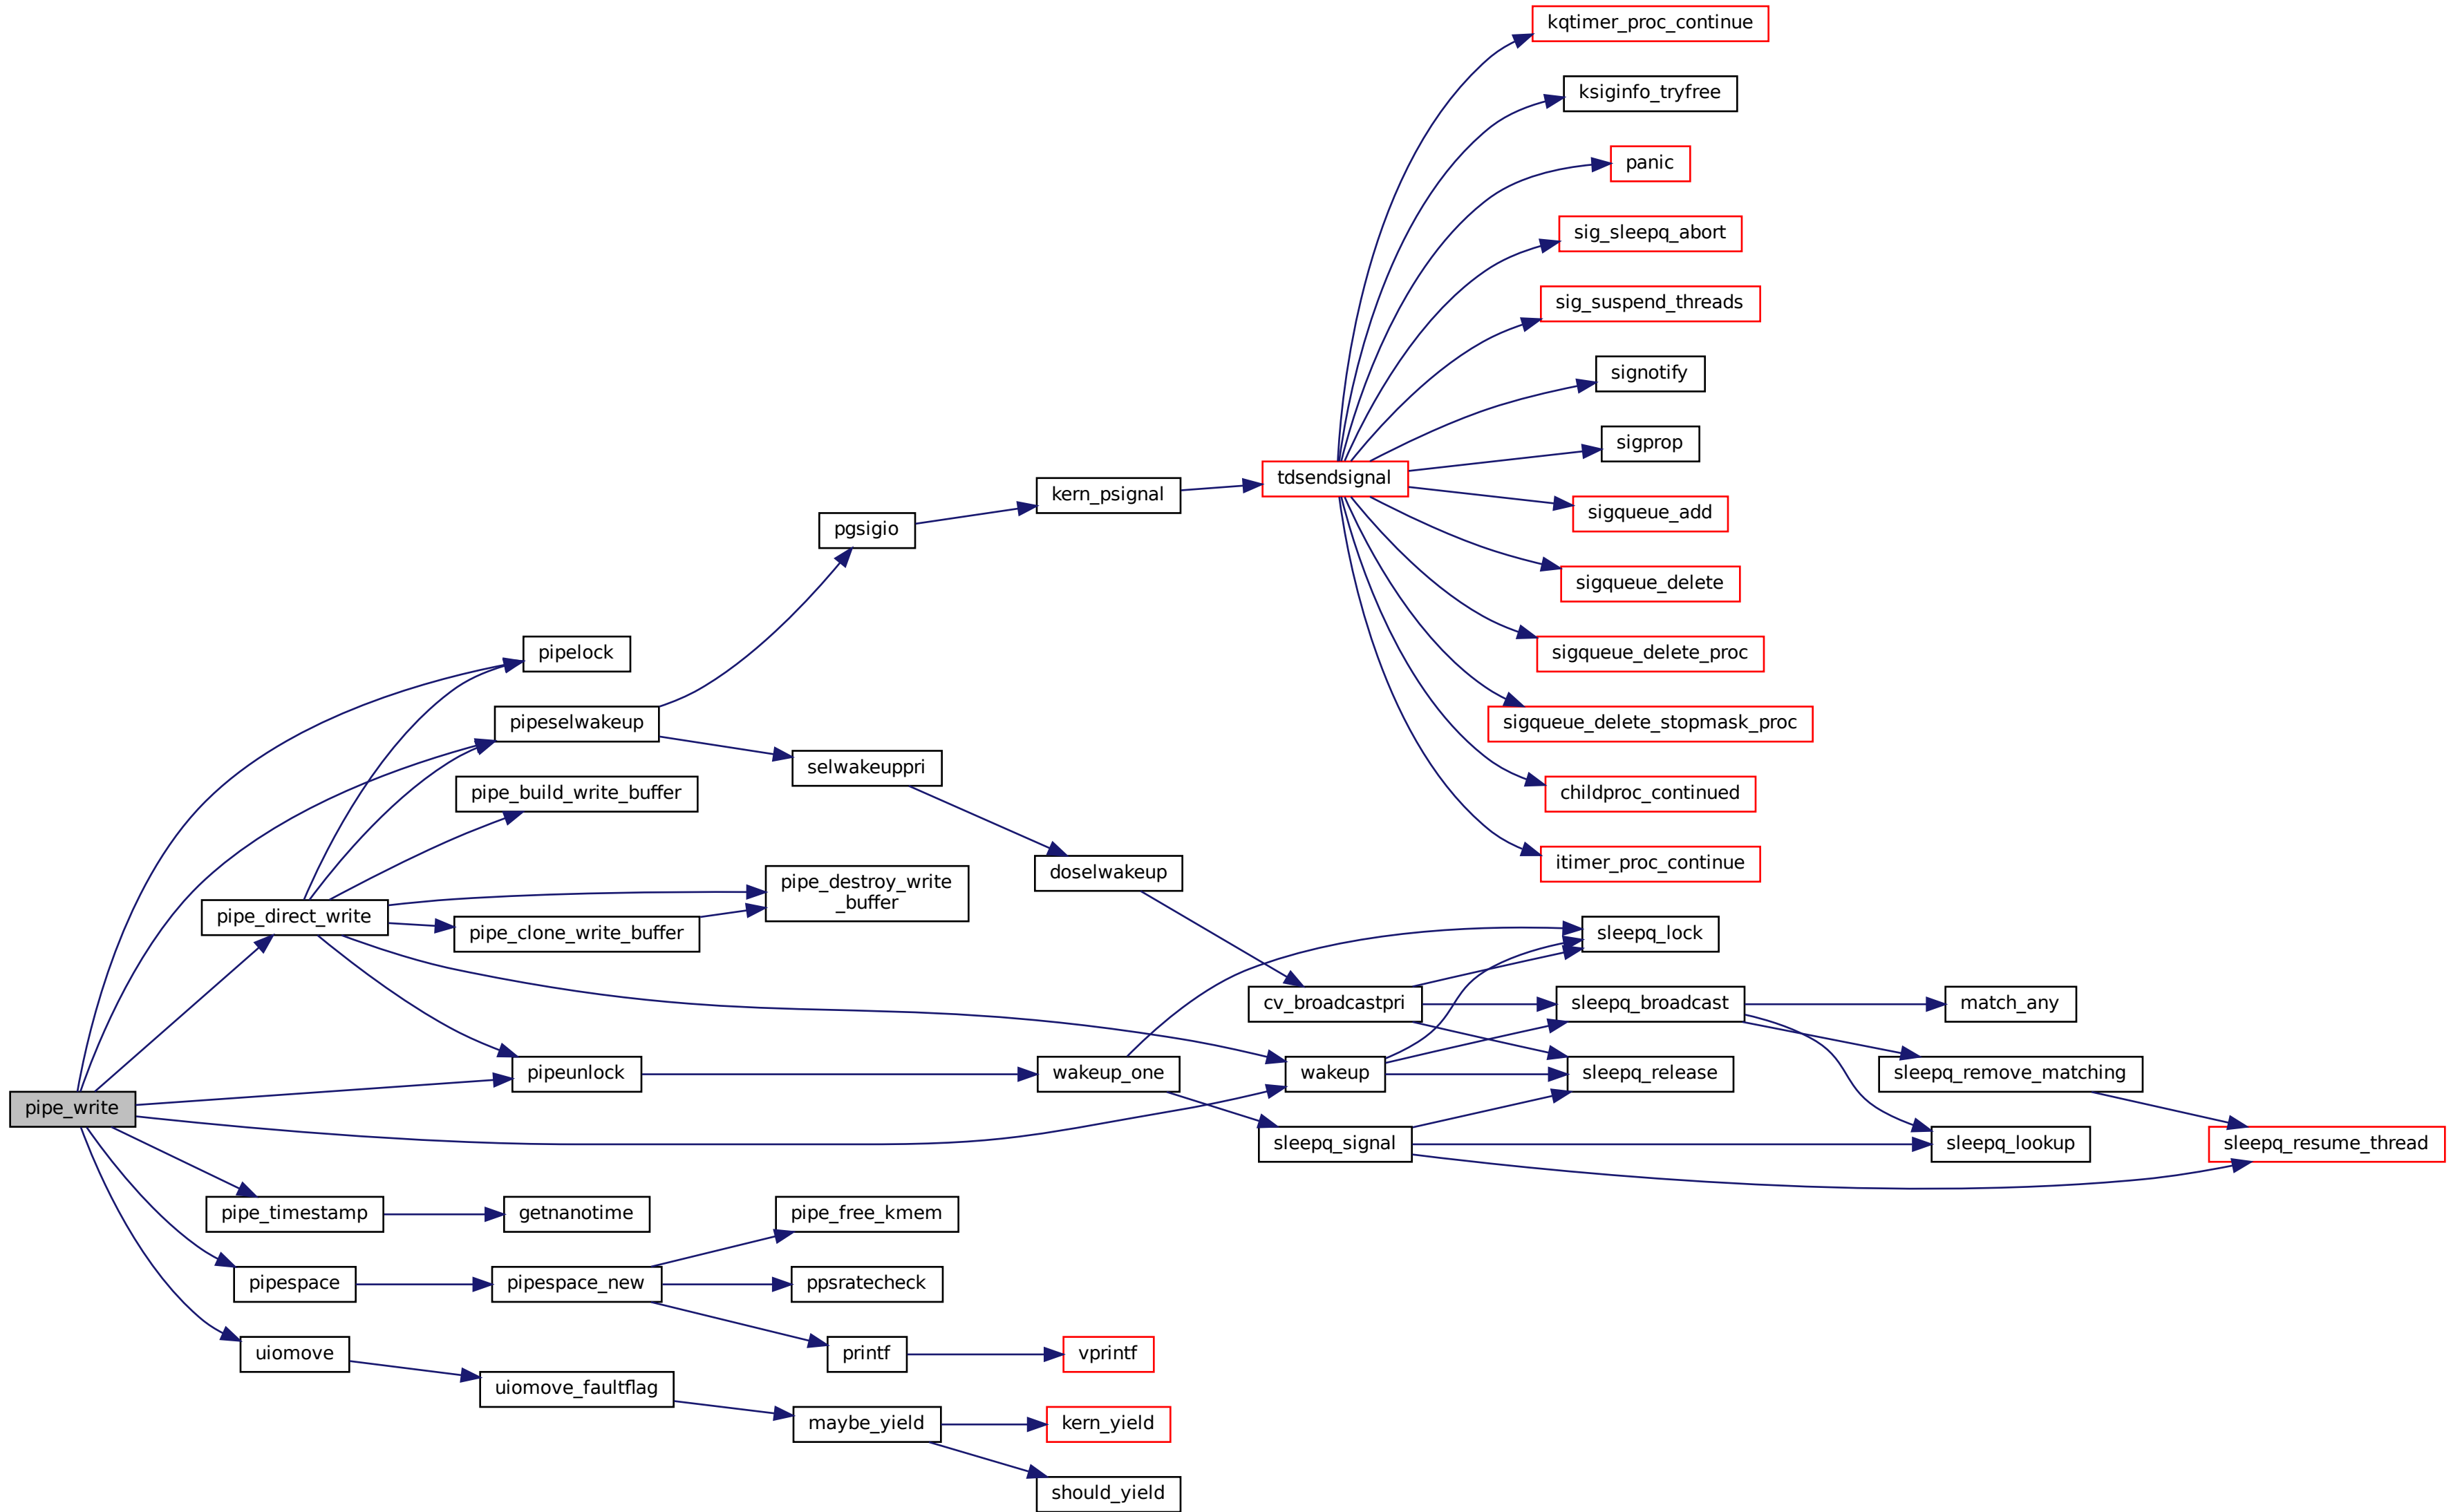 kqtimer_proc_continue
ksiginfo_tryfree
panic
sig_sleepq_abort
sig_suspend_threads
signotify
sigprop
tdsendsignal
kern_psignal
sigqueue_add
pgsigio
sigqueue_delete
pipelock
sigqueue_delete_proc
pipeselwakeup
sigqueue_delete_stopmask_proc
selwakeuppri
pipe_build_write_buffer
childproc_continued
doselwakeup
itimer_proc_continue
pipe_destroy_write
_buffer
pipe_direct_write
pipe_clone_write_buffer
sleepq_lock
cv_broadcastpri
sleepq_broadcast
match_any
pipeunlock
wakeup_one
wakeup
sleepq_release
sleepq_remove_matching
pipe_write
sleepq_signal
sleepq_lookup
sleepq_resume_thread
pipe_timestamp
getnanotime
pipe_free_kmem
pipespace
pipespace_new
ppsratecheck
uiomove
printf
vprintf
uiomove_faultflag
maybe_yield
kern_yield
should_yield